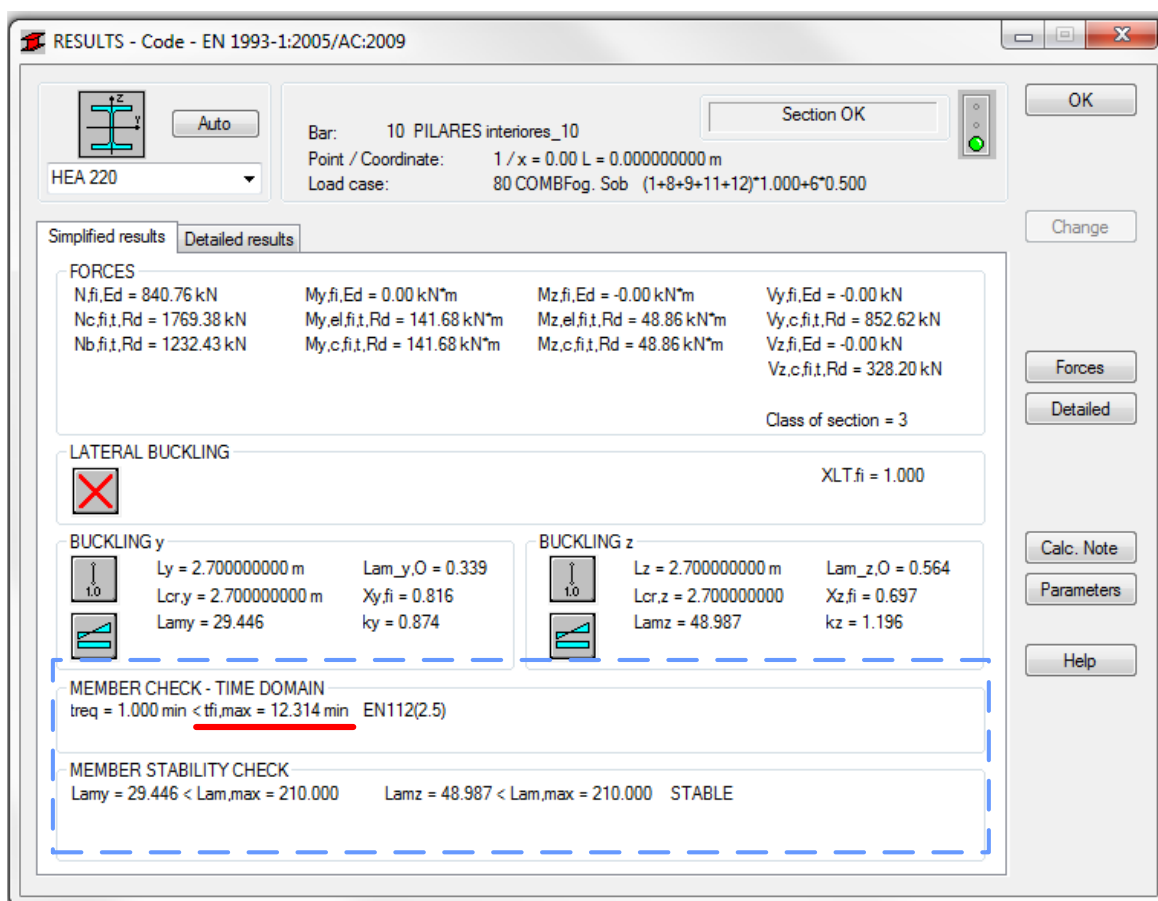 RESULTS - Code - EN 1993-1:2005/AC:2009
z
y
Auto
HEA 220
Bar: 10 PILARES interiores_10
Point / Coordinate: 1 / x = 0.00 L = 0.000000000 m
Load case: 80 COMBFog. Sob (1+8+9+11+12)*1.000+6*0.500
Section OK
OK
Change
Simplified results Detailed results
FORCES
N,fi,Ed = 840.76 kN My,fi,Ed = 0.00 kN*m Mz,fi,Ed = -0.00 kN*m Vy,fi,Ed = -0.00 kN
Nc,fi,t,Rd = 1769.38 kN My,el,fi,t,Rd = 141.68 kN*m Mz,el,fi,t,Rd = 48.86 kN*m Vy,c,fi,t,Rd = 852.62 kN
Nb,fi,t,Rd = 1232.43 kN My,c,fi,t,Rd = 141.68 kN*m Mz,c,fi,t,Rd = 48.86 kN*m Vz,fi,Ed = -0.00 kN
Vz,c,fi,t,Rd = 328.20 kN
Class of section = 3
Forces
Detailed
LATERAL BUCKLING
XLT.fi = 1.000
BUCKLING y
1.0
Ly = 2.700000000 m Lam_y,O = 0.339
Lcr,y = 2.700000000 m Xy,fi = 0.816
Lamy = 29.446 ky = 0.874
BUCKLING z
1.0
Lz = 2.700000000 m Lam_z,O = 0.564
Lcr,z = 2.700000000 Xz,fi = 0.697
Lamz = 48.987 kz = 1.196
Calc. Note
Parameters
Help
MEMBER CHECK - TIME DOMAIN
treq = 1.000 min < tfi,max = 12.314 min EN112(2.5)
MEMBER STABILITY CHECK
Lamy = 29.446 < Lam,max = 210.000 Lamz = 48.987 < Lam,max = 210.000 STABLE